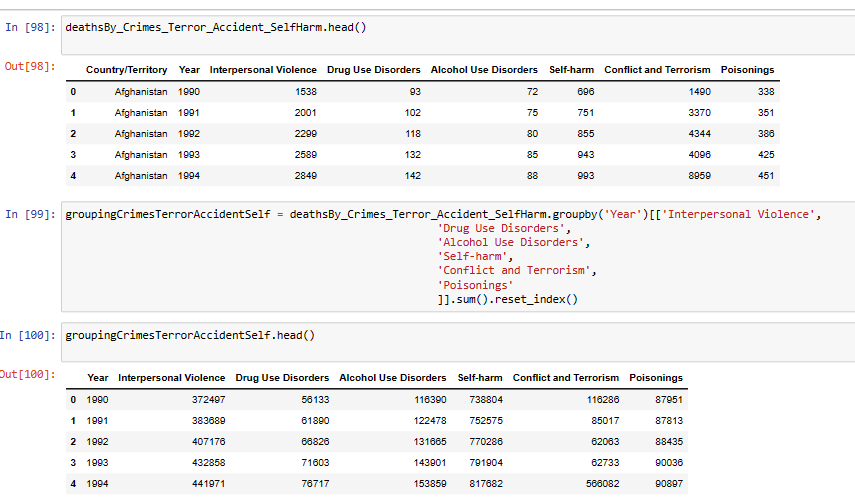 In [98]: deathsBy_Crimes_Terror_Accident_SelfHarm.head()
Out[98]:
Country/Territory Year Interpersonal Violence Drug Use Disorders Alcohol Use Disorders Self-harm Conflict and Terrorism Poisonings
0 Afghanistan 1990 1538 93 72 696 1490 338
1 Afghanistan 1991 2001 102 75 751 3370 351
2 Afghanistan 1992 2299 118 80 855 4344 386
3 Afghanistan 1993 2589 132 85 943 4096 425
4 Afghanistan 1994 2849 142 88 993 8959 451
In [99]: groupingCrimesTerrorAccidentSelf = deathsBy_Crimes_Terror_Accident_SelfHarm.groupby('Year')[['Interpersonal Violence',
'Drug Use Disorders',
'Alcohol Use Disorders',
'Self-harm',
'Conflict and Terrorism',
'Poisonings'
]].sum().reset_index()
In [100]: groupingCrimesTerrorAccidentSelf.head()
Out[100]:
Year Interpersonal Violence Drug Use Disorders Alcohol Use Disorders Self-harm Conflict and Terrorism Poisonings
0 1990 372497 56133 116390 738804 116286 87951
1 1991 383689 61890 122478 752575 85017 87813
2 1992 407176 66826 131665 770286 62063 88435
3 1993 432858 71603 143901 791904 62733 90036
4 1994 441971 76717 153859 817682 566082 90897